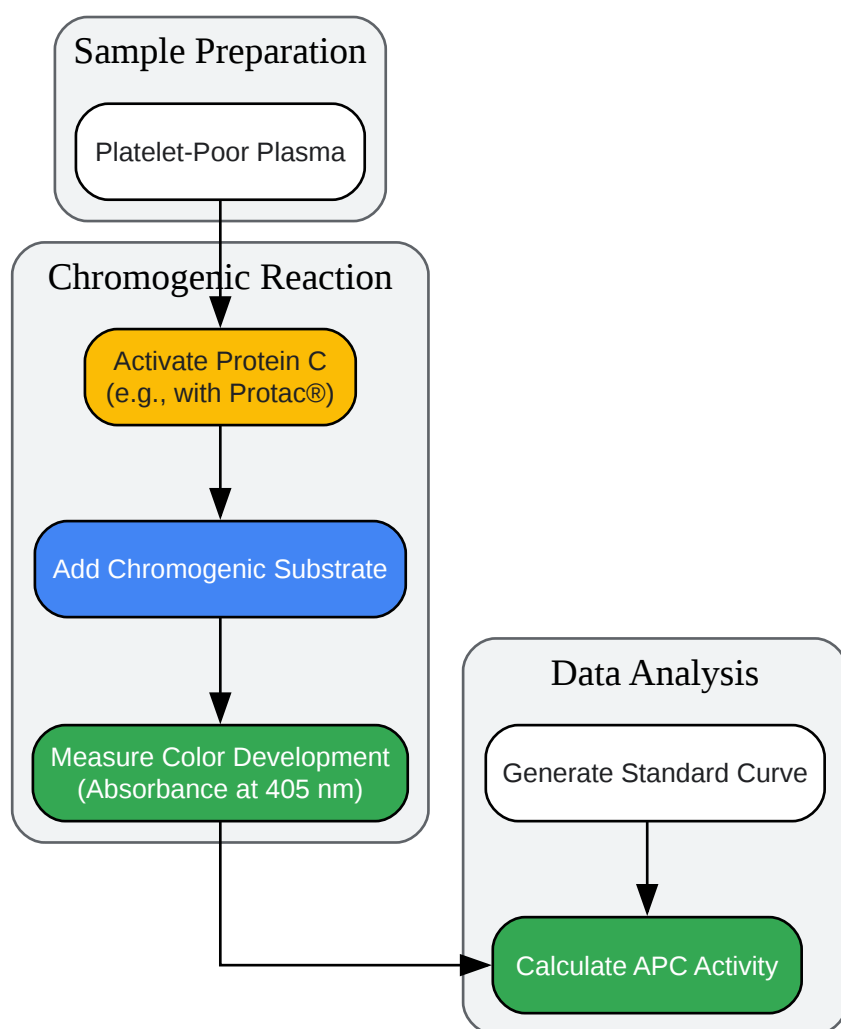 Sample Preparation
Platelet-Poor Plasma
Chromogenic Reaction
Activate Protein C
(e.g., with Protac®)
Add Chromogenic Substrate
Measure Color Development
(Absorbance at 405 nm)
Data Analysis
Generate Standard Curve
Calculate APC Activity